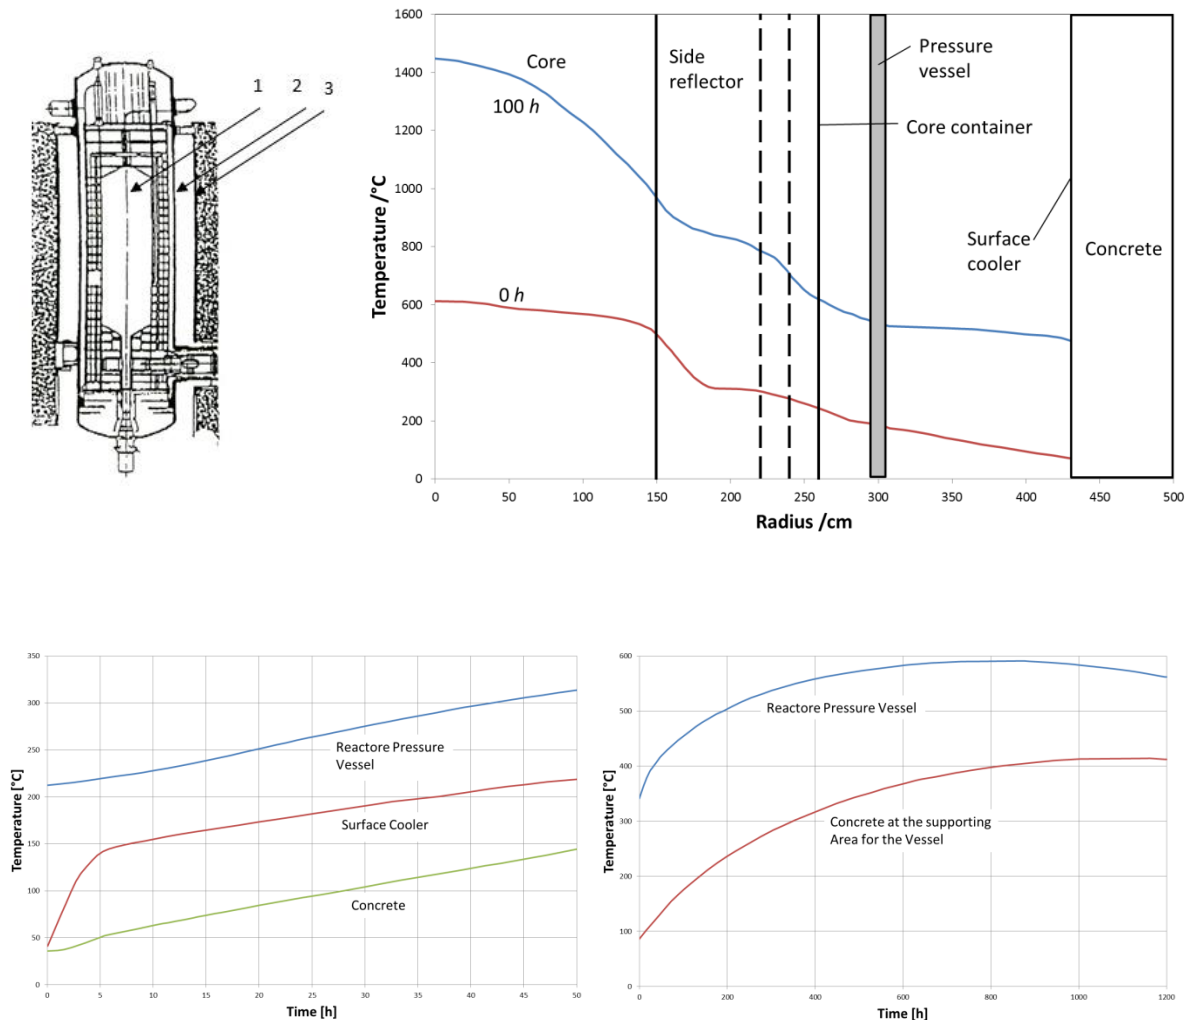 1 2 3
1600
1400
1200
1000
800
600
400
200
0
Temperature /°C
Core
100 h
0 h
Side
reflector
Pressure
vessel
Core container
Surface
cooler
Concrete
0 50 100 150 200 250 300 350 400 450 500
Radius /cm
350
300
250
200
150
100
50
0
Temperature [°C]
Reactore Pressure
Vessel
Surface Cooler
Concrete
0 5 10 15 20 25 30 35 40 45 50
Time [h]
600
500
400
300
200
100
0
Temperature [°C]
Reactore Pressure Vessel
Concrete at the supporting
Area for the Vessel
0 200 400 600 800 1000 1200
Time [h]